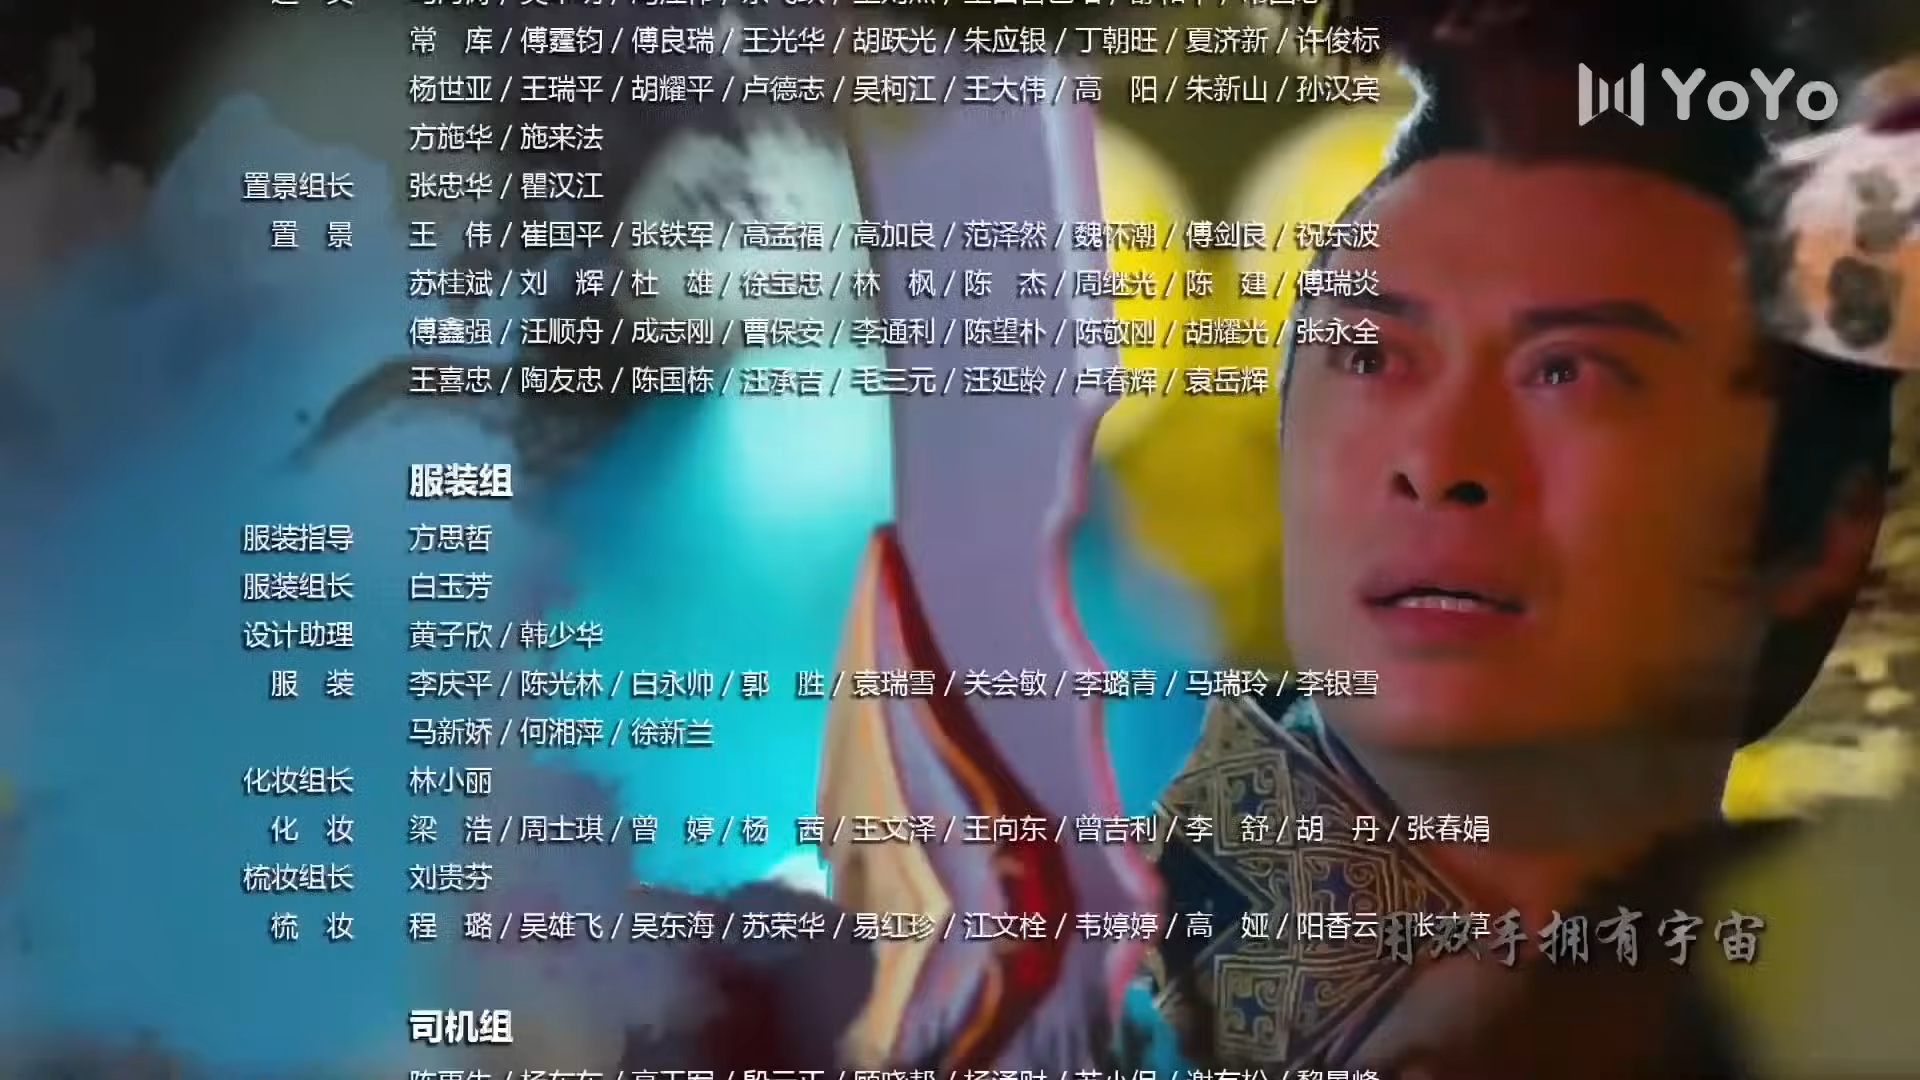 常 库 / 傅霆钧 / 傅良瑞 / 王光华 / 胡跃光 / 朱应银 / 丁朝旺 / 夏济新 / 许俊标
YoYo
杨世亚 / 王瑞平 / 胡耀平 / 卢德志 / 吴柯江 / 王大伟 / 高 阳 / 朱新山 / 孙汉宾
方施华 / 施来法
置景组长 张忠华 / 瞿汉江
置 景 王 伟 / 崔国平 / 张铁军 / 高孟福 / 高加良 / 范泽然 / 魏怀潮 / 傅剑良 / 祝东波
苏桂斌 / 刘 辉 / 杜 雄 / 徐宝忠 / 林 枫 / 陈 杰 / 周继光 / 陈 建 / 傅瑞炎
傅鑫强 / 汪顺舟 / 成志刚 / 曹保安 / 李通利 / 陈望朴 / 陈敬刚 / 胡耀光 / 张永全
王喜忠 / 陶友忠 / 陈国栋 / 汪承吉 / 毛三元 / 汪延龄 / 卢春辉 / 袁岳辉
服装组
服装指导 方思哲
服装组长 白玉芳
设计助理 黄子欣 / 韩少华
服 装 李庆平 / 陈光林 / 白永帅 / 郭 胜 / 袁瑞雪 / 关会敏 / 李璐青 / 马瑞玲 / 李银雪
马新娇 / 何湘萍 / 徐新兰
化妆组长 林小丽
化 妆 梁 浩 / 周士琪 / 曾 婷 / 杨 茜 / 王文泽 / 王向东 / 曾吉利 / 李 舒 / 胡 丹 / 张春娟
梳妆组长 刘贵芬
梳 妆 程 璐 / 吴雄飞 / 吴东海 / 苏荣华 / 易红珍 / 江文栓 / 韦婷婷 / 高 娅 / 阳香云
用双手拥有宇宙
司机组